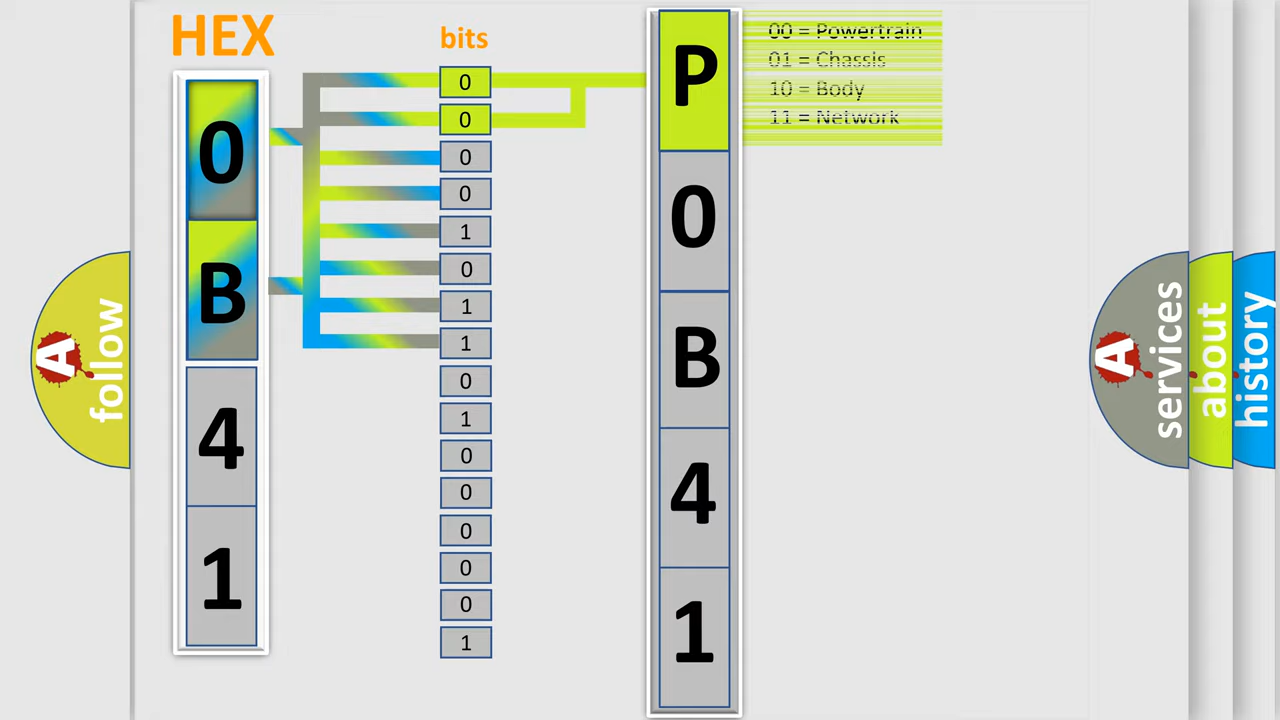 HEX
bits
0
B
4
1
0
0
0
0
1
0
1
1
0
1
0
0
0
0
0
1
P
0
B
4
1
00 = Powertrain
01 = Chassis
10 = Body
11 = Network
A
follow
A
services
about
history